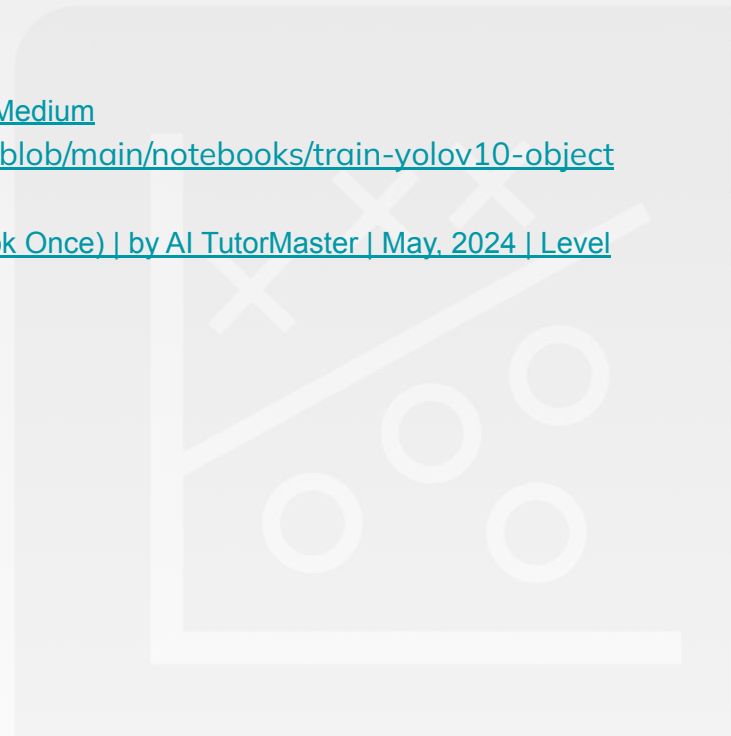 Medium
blob/main/notebooks/train-yolov10-object
Once) | by AI TutorMaster | May, 2024 | Level